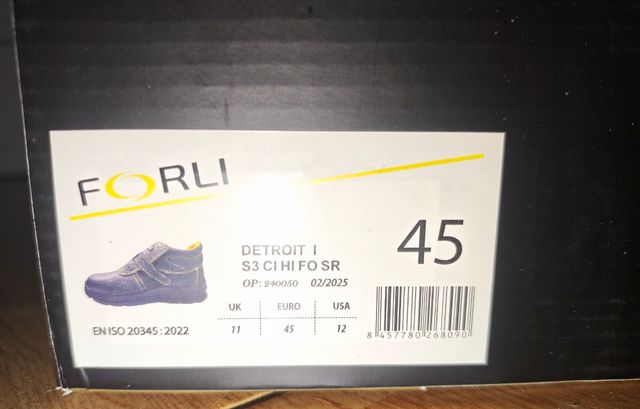 FORLI
DETROIT I
S3 CI HI FO SR
OP: 240050 02/2025
45
UK EURO USA
11 45 12
EN ISO 20345 : 2022
8 457780 268090